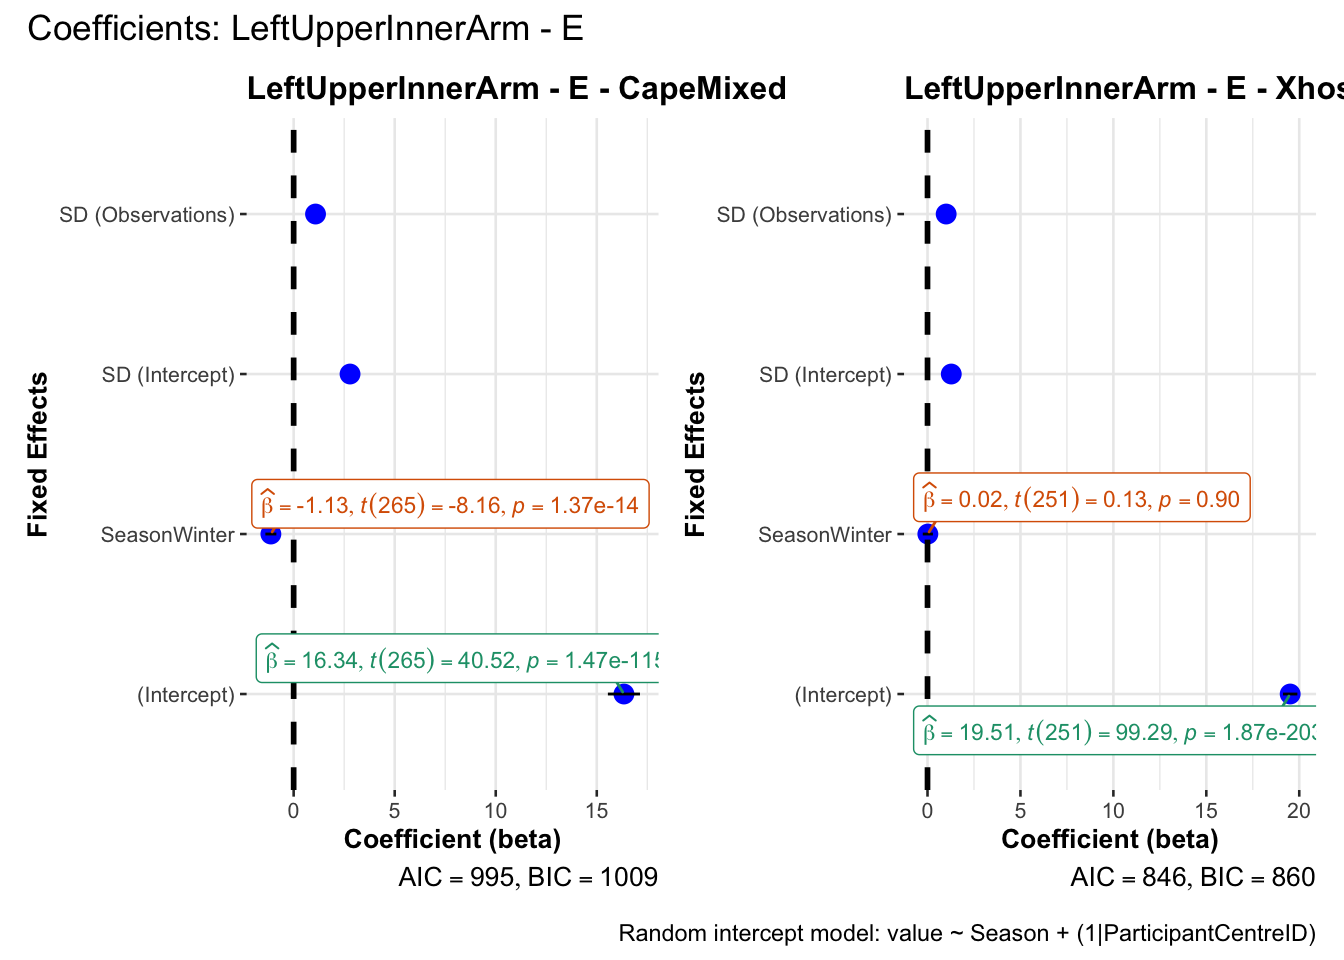 Coefficients: LeftUpperInnerArm - E
LeftUpperInnerArm - E - CapeMixed
Fixed Effects
SD (Observations)
SD (Intercept)
SeasonWinter
(Intercept)
β̂ = -1.13, t(265) = -8.16, p = 1.37e-14
β̂ = 16.34, t(265) = 40.52, p = 1.47e-115
0 5 10 15
Coefficient (beta)
AIC = 995, BIC = 1009
LeftUpperInnerArm - E - Xhos
Fixed Effects
SD (Observations)
SD (Intercept)
SeasonWinter
(Intercept)
β̂ = 0.02, t(251) = 0.13, p = 0.90
β̂ = 19.51, t(251) = 99.29, p = 1.87e-203
0 5 10 15 20
Coefficient (beta)
AIC = 846, BIC = 860
Random intercept model: value ~ Season + (1|ParticipantCentreID)